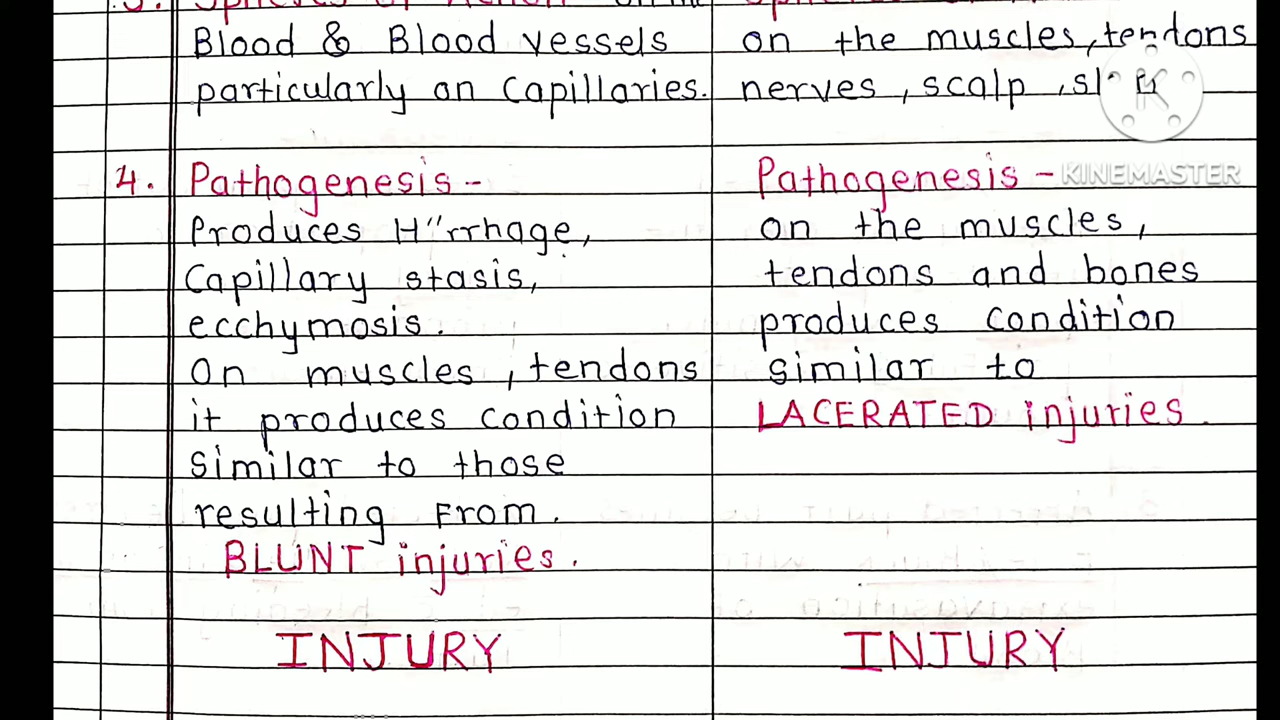 Blood & Blood vessels
particularly on Capillaries.
on the muscles, tendons
nerves, scalp,
4. Pathogenesis -
Produces H"rrhage,
Capillary stasis,
ecchymosis.
On muscles, tendons
it produces condition
similar to those
resulting From.
BLUNT injuries.
INJURY
Pathogenesis -
on the muscles,
tendons and bones
produces condition
similar to
LACERATED injuries.
INJURY
KINEMASTER